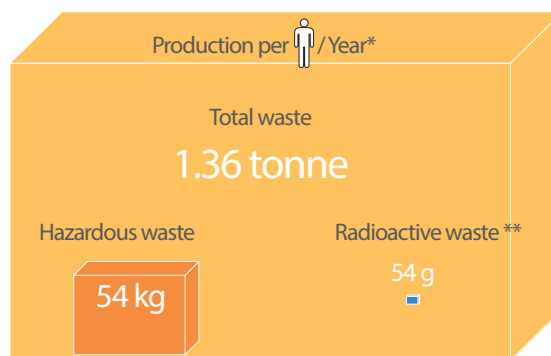 Production per / Year*
Total waste
1.36 tonne
Hazardous waste
Radioactive waste **
54 kg
54 g